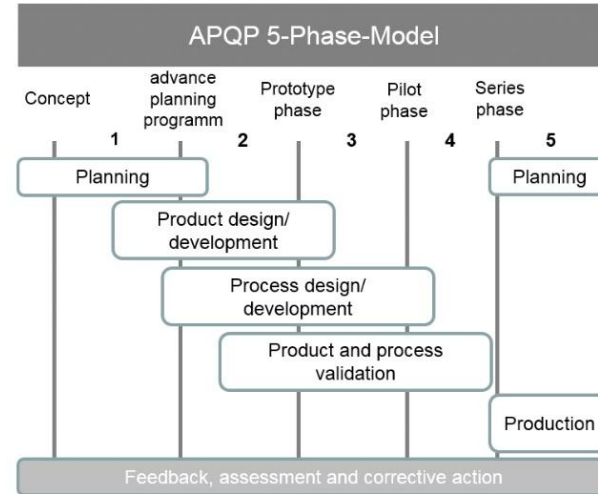 APQP 5-Phase-Model
Concept
advance
planning
programm
Prototype
phase
Pilot
phase
Series
phase
1
2
3
4
5
Planning
Planning
Product design/
development
Process design/
development
Product and process
validation
Production
Feedback, assessment and corrective action